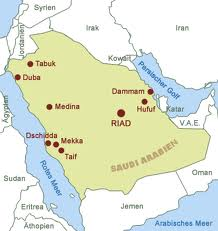 Syrien
Irak
Iran
Jordanien
Kuwait
Tabuk
Duba
Persischer Golf
Dammam
Ägypten
Medina
Hufuf
Katar
RIAD
V.A.E.
Dschidda
Mekka
Taif
SAUDI ARABIEN
Rotes Meer
Oman
Sudan
Eritrea
Jemen
Äthiopien
Arabisches Meer